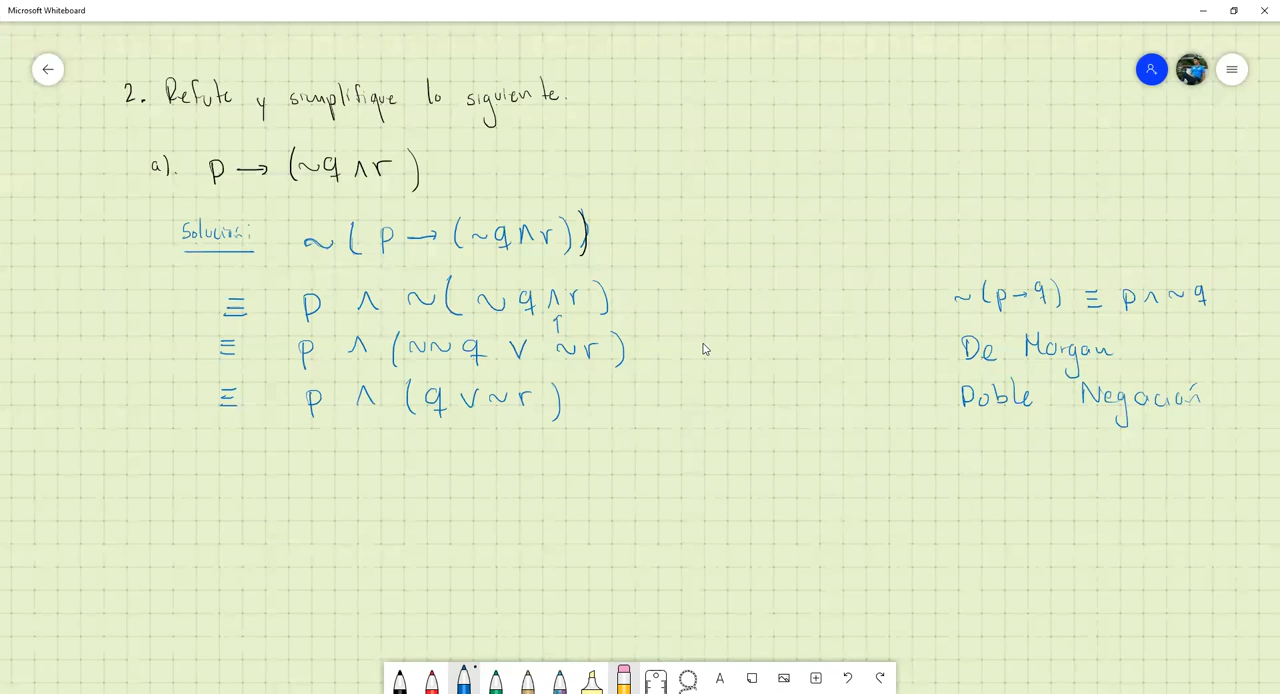 Microsoft Whiteboard
2. Refute y simplifique lo siguiente.
a). p → (~q ∧ r )
Solución: ~ ( p → (~q ∧ r))
≡ p ∧ ~( ~q ∧ r )
↑
~(p→q) ≡ p ∧ ~q
≡ p ∧ (~~q ∨ ~r )
De Morgan
≡ p ∧ ( q ∨ ~r )
Doble Negación
A